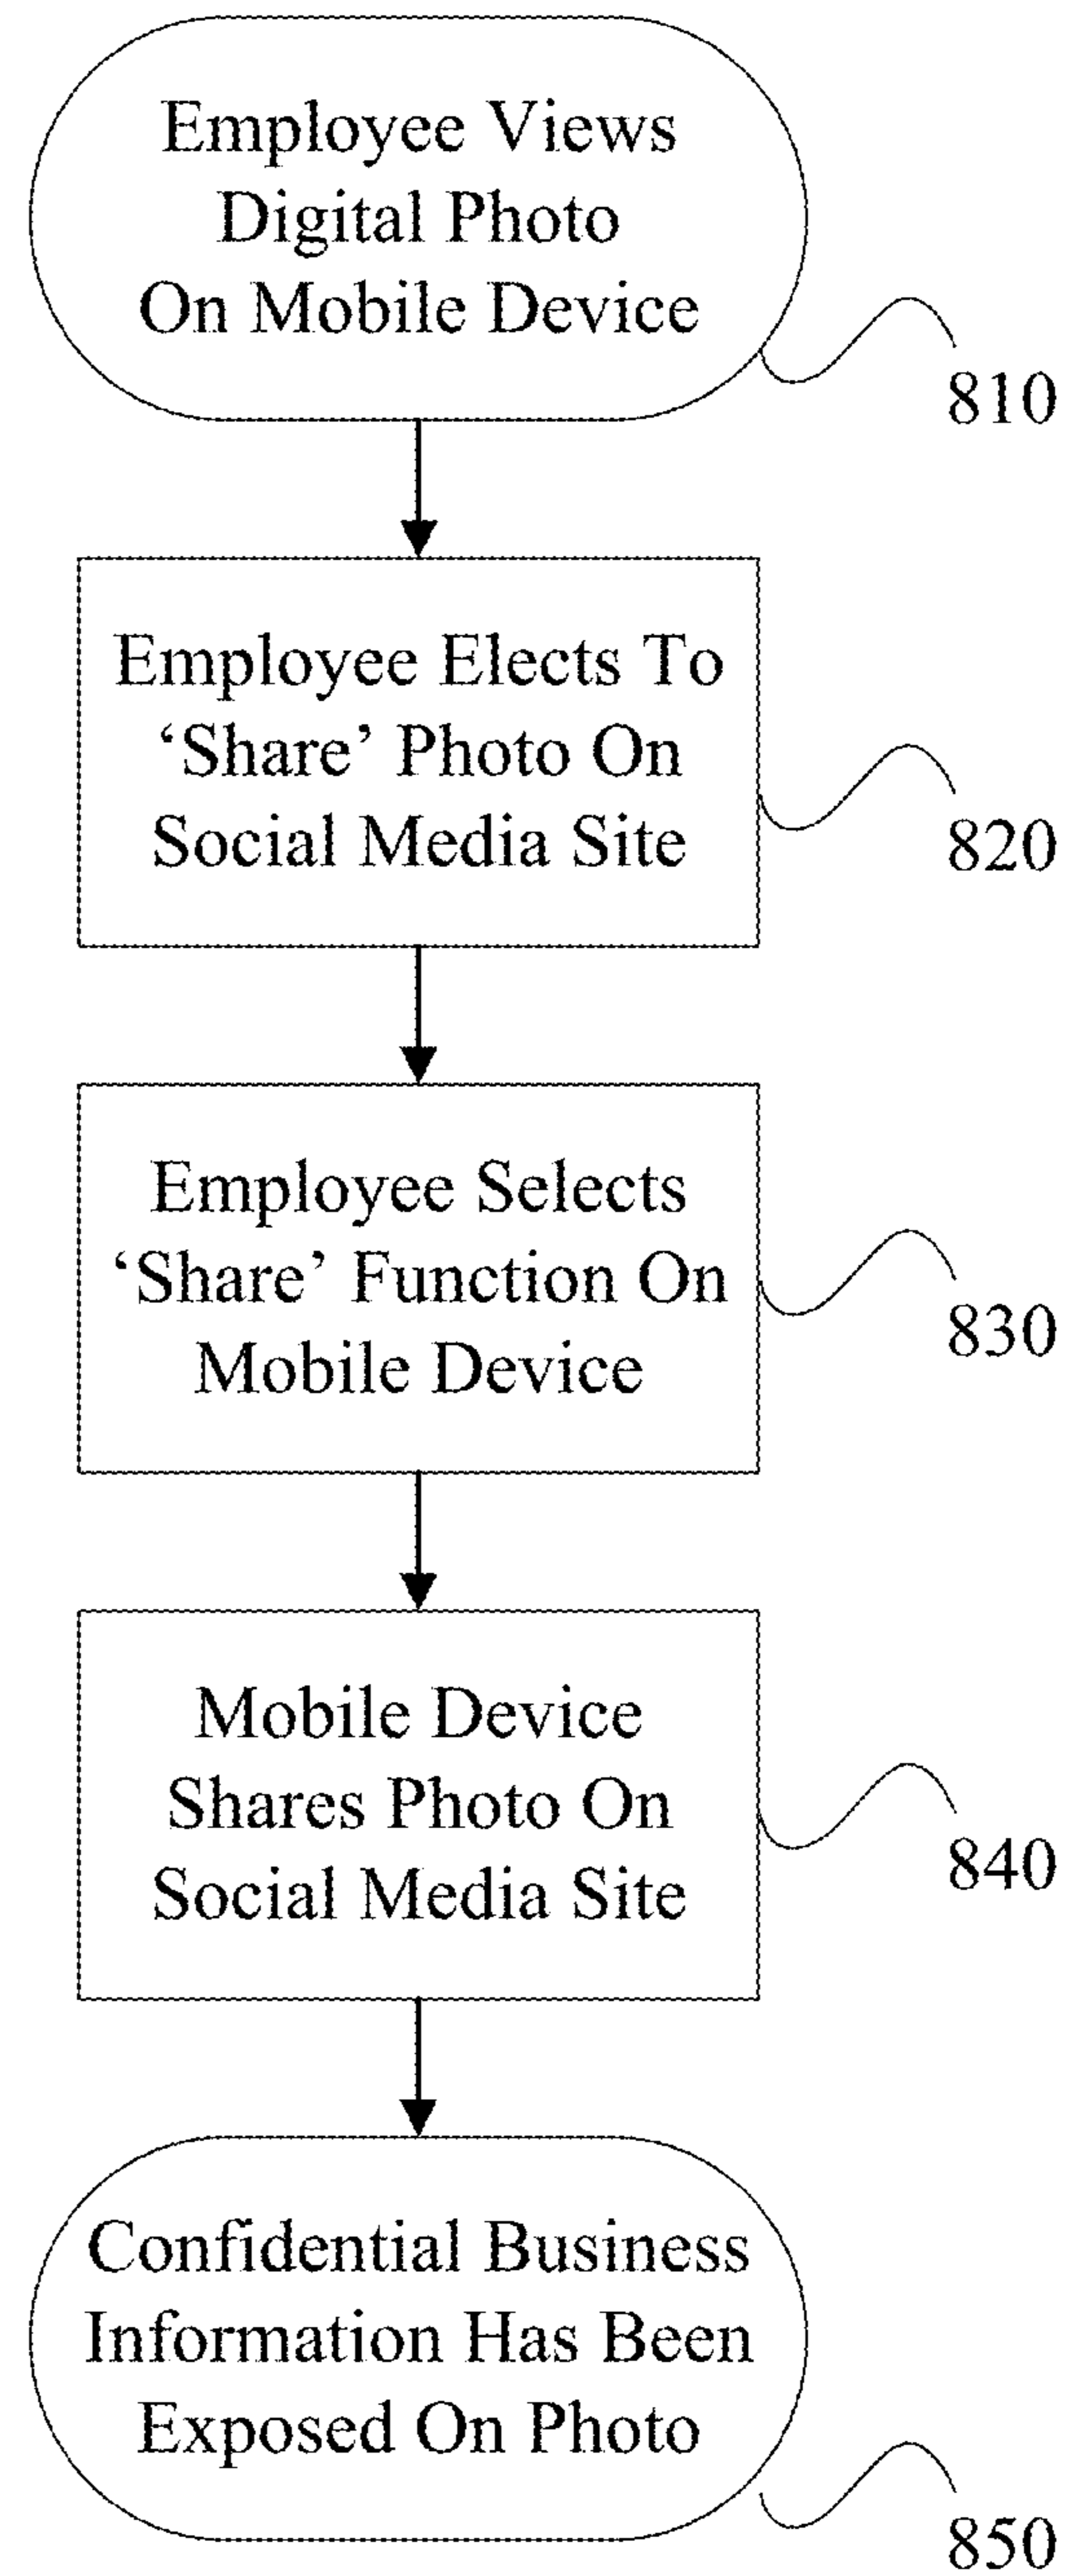 Employee Views
Digital Photo
On Mobile Device
810
Employee Elects To
‘Share’ Photo On
Social Media Site
820
Employee Selects
‘Share’ Function On
Mobile Device
830
Mobile Device
Shares Photo On
Social Media Site
840
Confidential Business
Information Has Been
Exposed On Photo
850